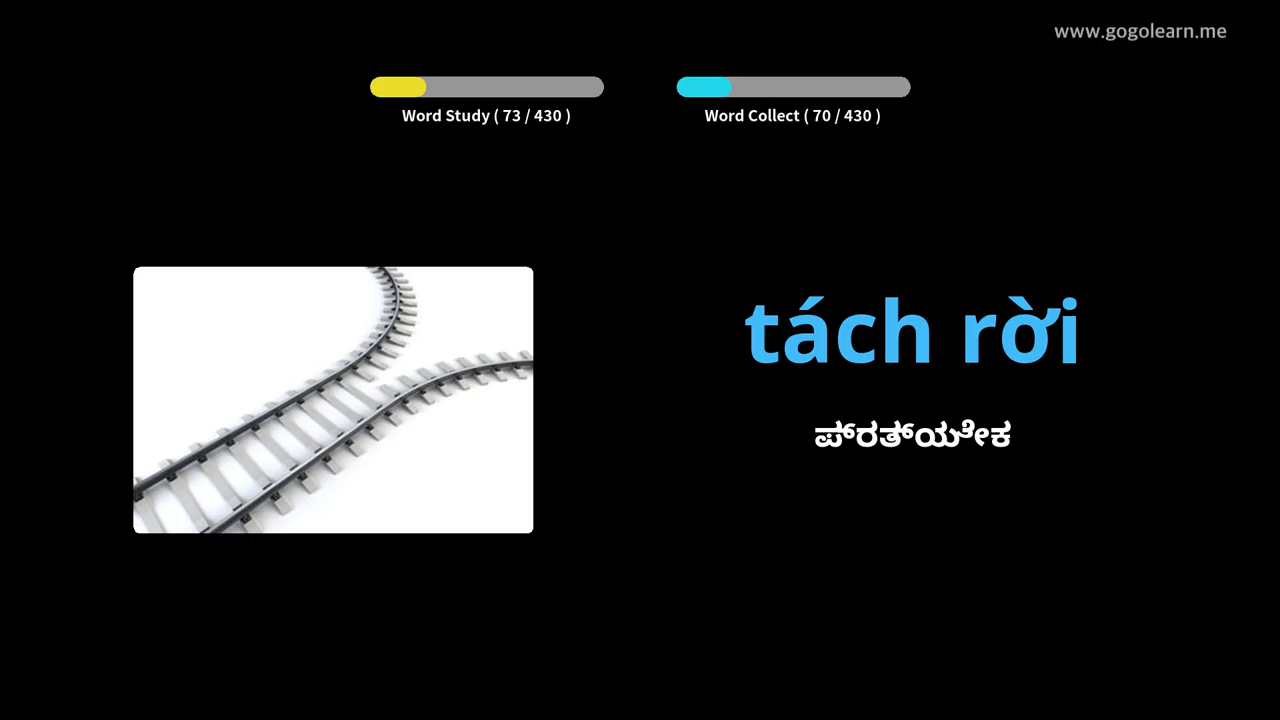 www.gogolearn.me
Word Study ( 73 / 430 )
Word Collect ( 70 / 430 )
tách rời
ಪ್ರತ್ಯೇಕ